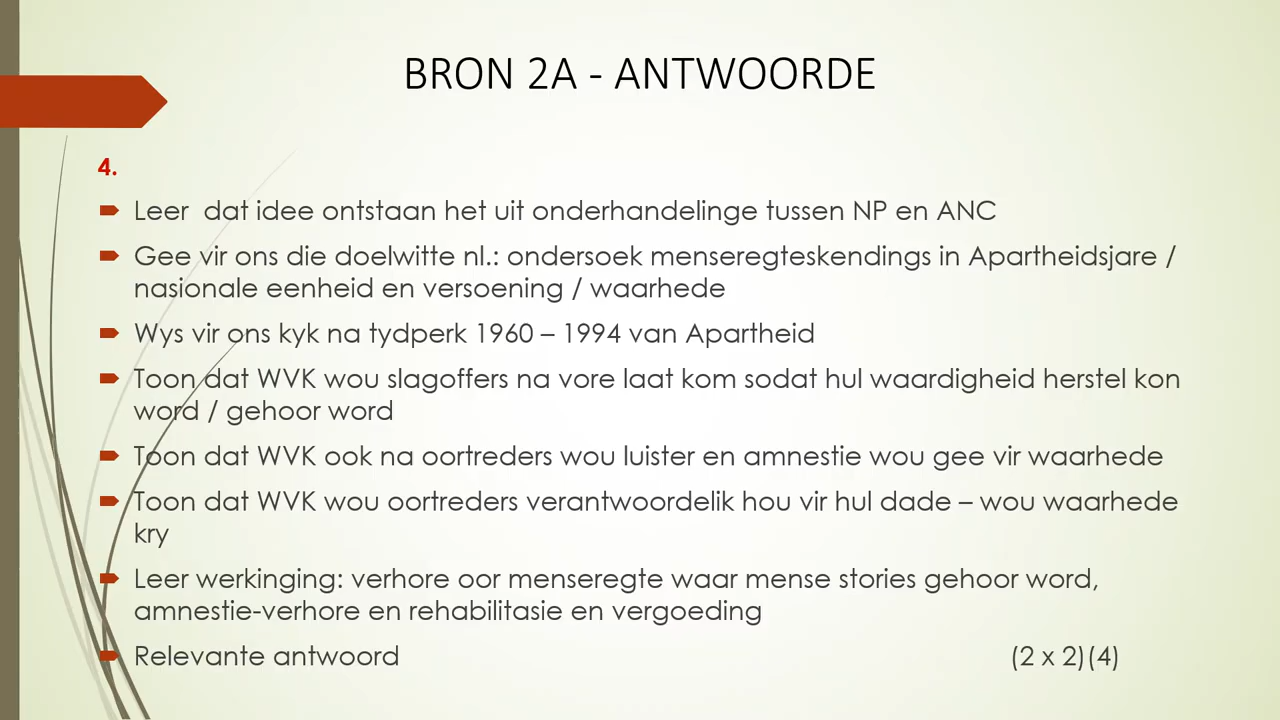 BRON 2A - ANTWOORDE
4.
Leer dat idee ontstaan het uit onderhandelinge tussen NP en ANC
Gee vir ons die doelwitte nl.: ondersoek menseregteskendings in Apartheidsjare /
nasionale eenheid en versoening / waarhede
Wys vir ons kyk na tydperk 1960 – 1994 van Apartheid
Toon dat WVK wou slagoffers na vore laat kom sodat hul waardigheid herstel kon
word / gehoor word
Toon dat WVK ook na oortreders wou luister en amnestie wou gee vir waarhede
Toon dat WVK wou oortreders verantwoordelik hou vir hul dade – wou waarhede
kry
Leer werkinging: verhore oor menseregte waar mense stories gehoor word,
amnestie-verhore en rehabilitasie en vergoeding
Relevante antwoord (2 x 2)(4)